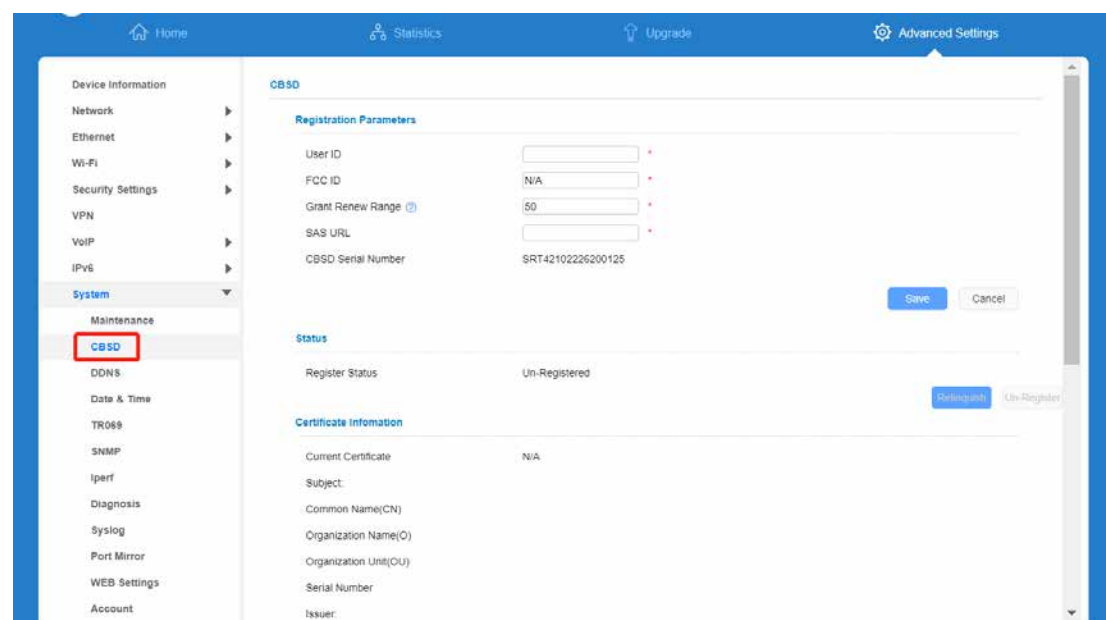 Home
Statistics
Upgrade
Advanced Settings
Device Information
Network
Ethernet
Wi-Fi
Security Settings
VPN
VoIP
IPv6
System
Maintenance
CBSD
DDNS
Date & Time
TR069
SNMP
Iperf
Diagnosis
Syslog
Port Mirror
WEB Settings
Account
CBSD
Registration Parameters
User ID *
FCC ID N/A *
Grant Renew Range (?) 50 *
SAS URL *
CBSD Serial Number SRT42102226200125
Save Cancel
Status
Register Status Un-Registered
Relinquish Un-Register
Certificate Infomation
Current Certificate N/A
Subject:
Common Name(CN)
Organization Name(O)
Organization Unit(OU)
Serial Number
Issuer: